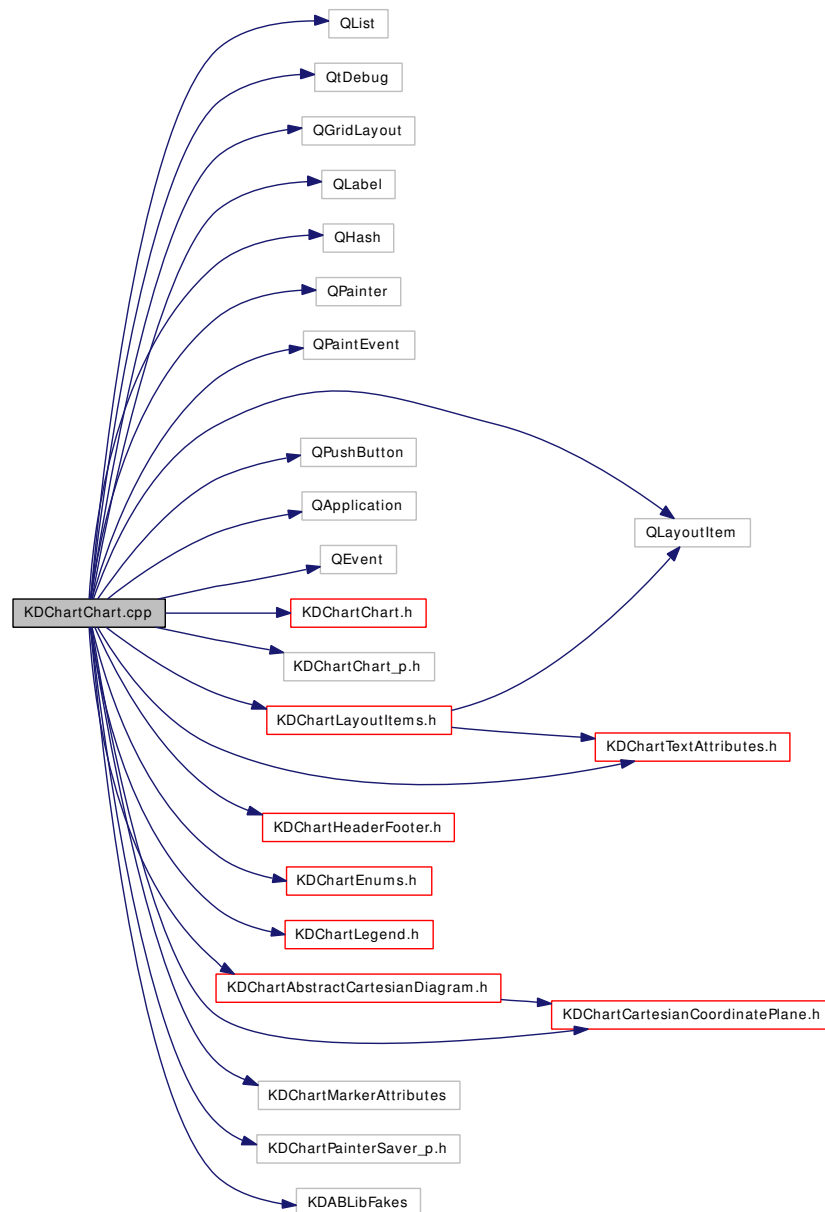 QList
QtDebug
QGridLayout
QLabel
QHash
QPainter
QPaintEvent
QPushButton
QApplication
QLayoutItem
QEvent
KDChartChart.cpp
KDChartChart.h
KDChartChart_p.h
KDChartLayoutItems.h
KDChartTextAttributes.h
KDChartHeaderFooter.h
KDChartEnums.h
KDChartLegend.h
KDChartAbstractCartesianDiagram.h
KDChartCartesianCoordinatePlane.h
KDChartMarkerAttributes
KDChartPainterSaver_p.h
KDABLibFakes